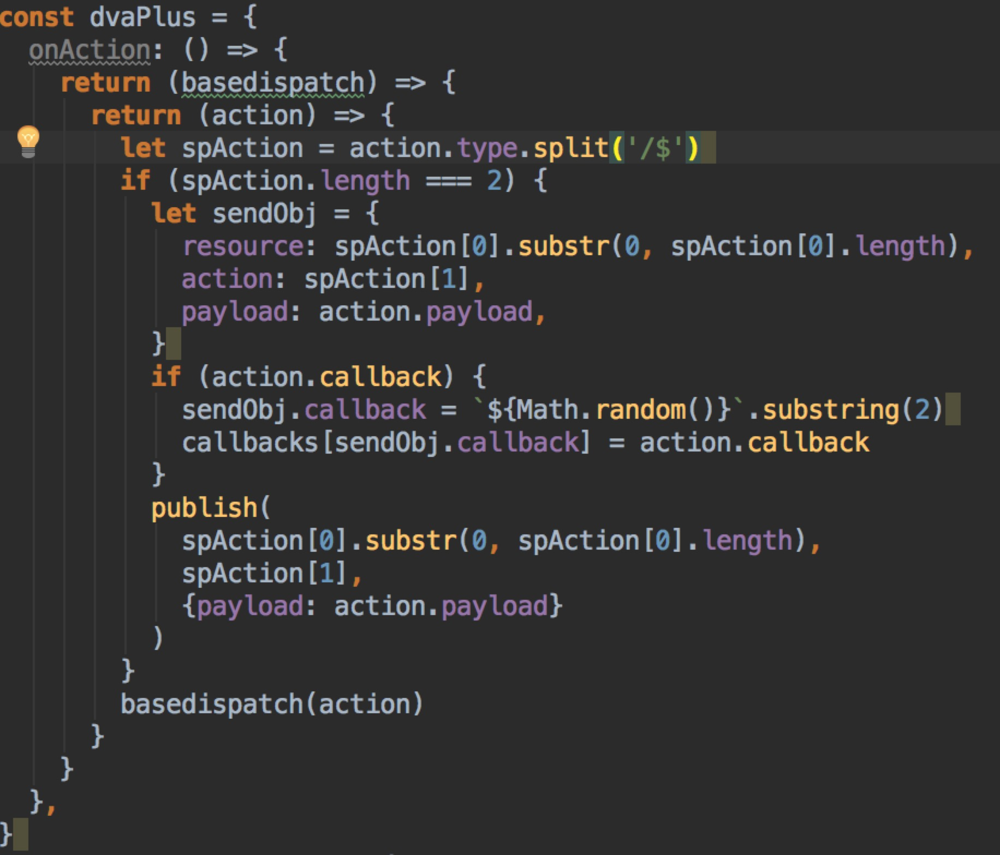 const dvaPlus = {
onAction: () => {
return (basedispatch) => {
return (action) => {
let spAction = action.type.split('/$')
if (spAction.length === 2) {
let sendObj = {
resource: spAction[0].substr(0, spAction[0].length),
action: spAction[1],
payload: action.payload,
}
if (action.callback) {
sendObj.callback = `${Math.random()}`.substring(2)
callbacks[sendObj.callback] = action.callback
}
publish(
spAction[0].substr(0, spAction[0].length),
spAction[1],
{payload: action.payload}
)
}
basedispatch(action)
}
}
},
}